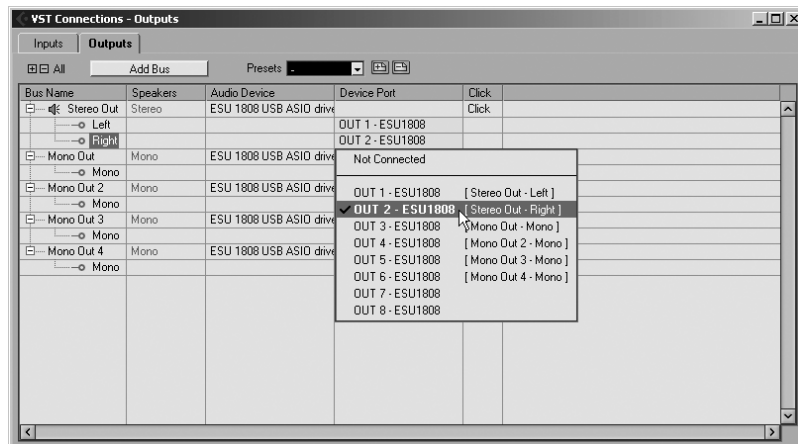 VST Connections - Outputs
Inputs Outputs
All Add Bus Presets -
Bus Name Speakers Audio Device Device Port Click
Stereo Out Stereo ESU 1808 USB ASIO drive Click
Left OUT 1 - ESU1808
Right OUT 2 - ESU1808
Mono Out Mono ESU 1808 USB ASIO drive
Mono
Mono Out 2 Mono ESU 1808 USB ASIO drive
Mono
Mono Out 3 Mono ESU 1808 USB ASIO drive
Mono
Mono Out 4 Mono ESU 1808 USB ASIO drive
Mono
Not Connected
OUT 1 - ESU1808 [ Stereo Out - Left ]
OUT 2 - ESU1808 [ Stereo Out - Right ]
OUT 3 - ESU1808 [ Mono Out - Mono ]
OUT 4 - ESU1808 [ Mono Out 2 - Mono ]
OUT 5 - ESU1808 [ Mono Out 3 - Mono ]
OUT 6 - ESU1808 [ Mono Out 4 - Mono ]
OUT 7 - ESU1808
OUT 8 - ESU1808